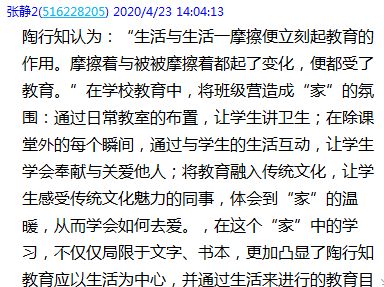 张静2(516228205) 2020/4/23 14:04:13
陶行知认为：“生活与生活一摩擦便立刻起教育的
作用。摩擦着与被被摩擦着都起了变化，便都受了
教育。”在学校教育中，将班级营造成“家”的氛
围：通过日常教室的布置，让学生讲卫生；在除课
堂外的每个瞬间，通过与学生的生活互动，让学生
学会奉献与关爱他人；将教育融入传统文化，让学
生感受传统文化魅力的同事，体会到“家”的温
暖，从而学会如何去爱。，在这个“家”中的学
习，不仅仅局限于文字、书本，更加凸显了陶行知
教育应以生活为中心，并通过生活来进行的教育目